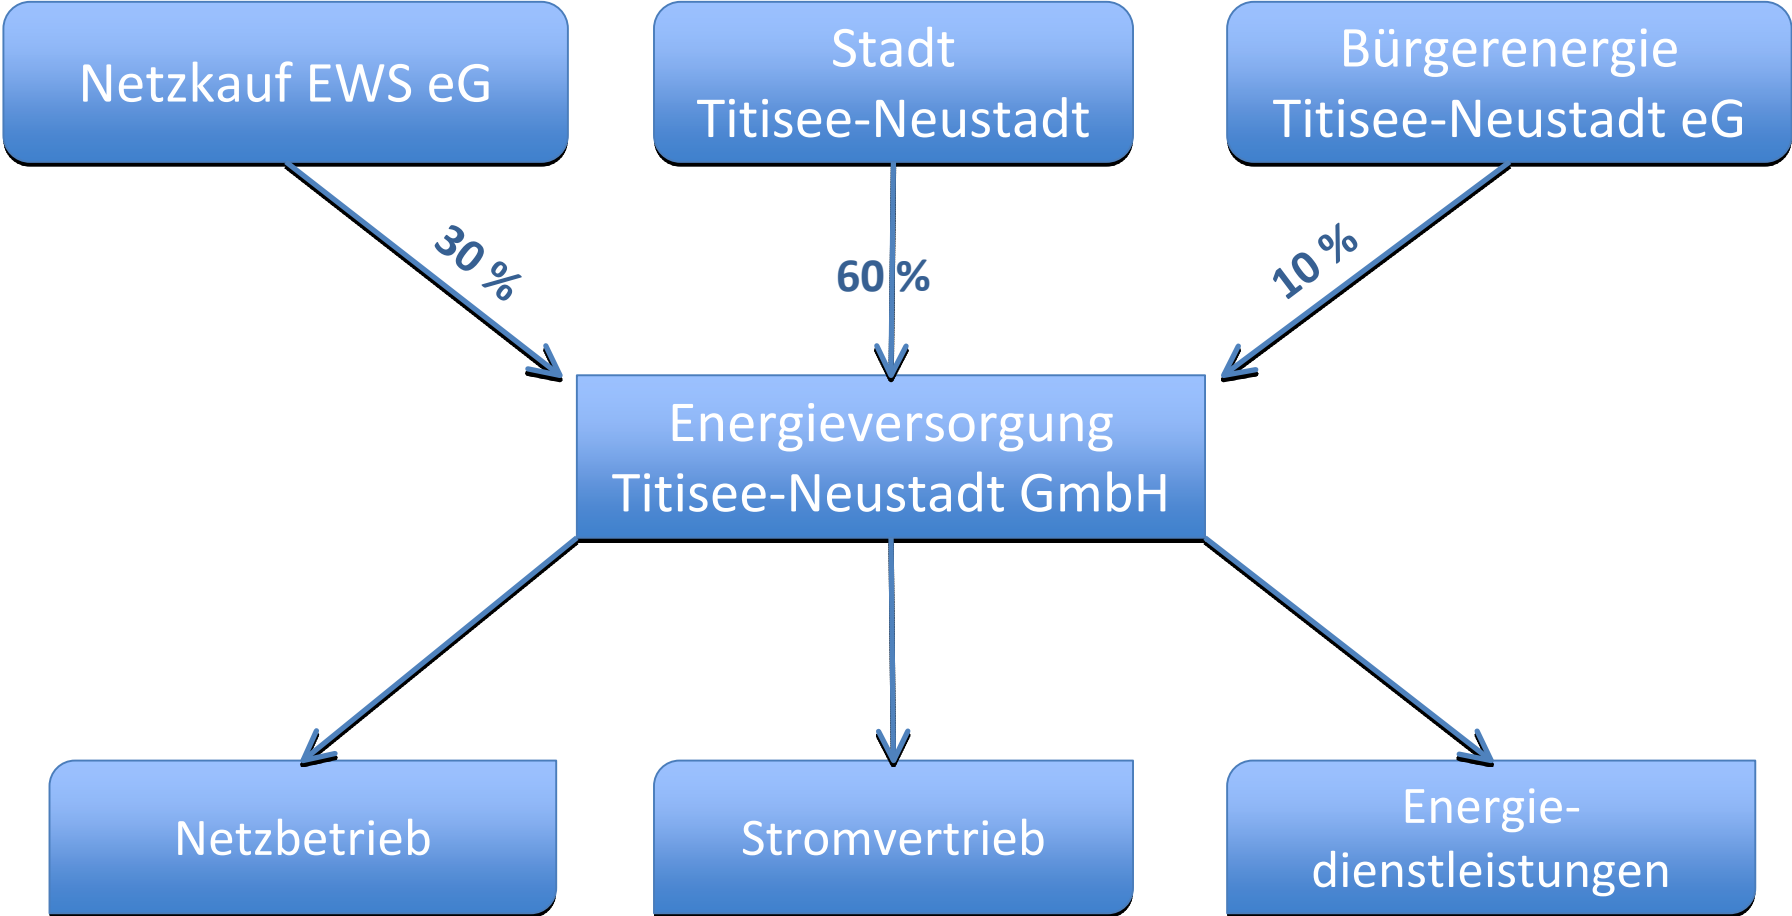 Netzkauf EWS eG
Stadt
Titisee-Neustadt
Bürgerenergie
Titisee-Neustadt eG
30 %
60 %
10 %
Energieversorgung
Titisee-Neustadt GmbH
Netzbetrieb
Stromvertrieb
Energie-
dienstleistungen